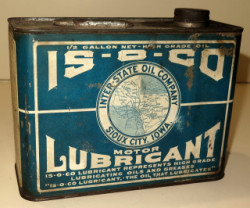 1/2 GALLON NET-HIGH GRADE OIL
IS-O-CO
INTER-STATE OIL COMPANY
SIOUX CITY, IOWA
MOTOR
LUBRICANT
IS-O-CO LUBRICANT REPRESENTS HIGH GRADE
LUBRICATING OILS AND GREASES
"IS-O-CO LUBRICANT, THE OIL THAT LUBRICATES"